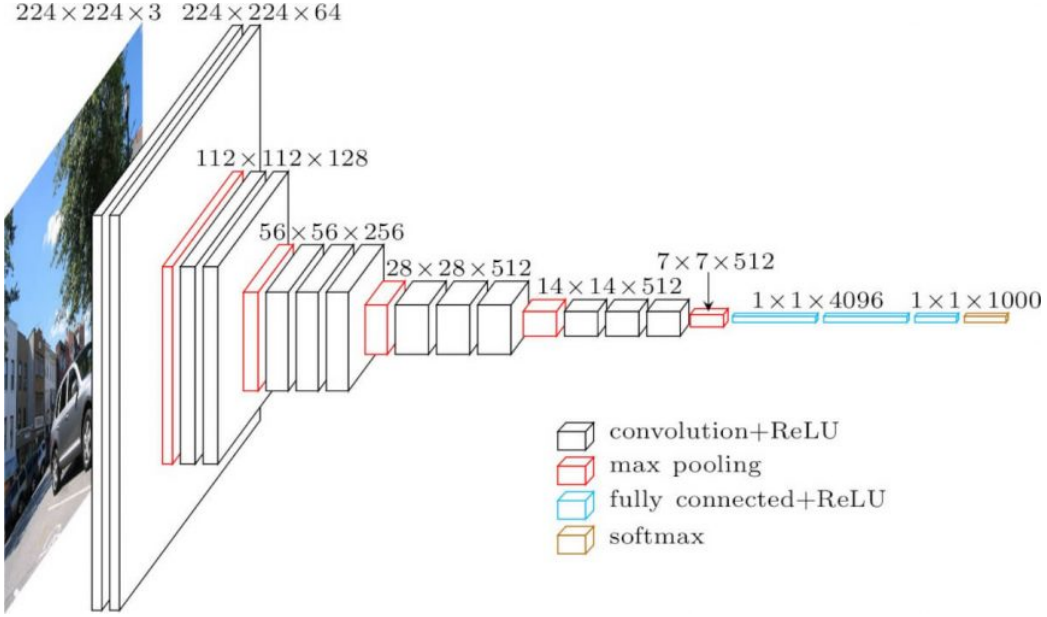 224×224×3
224×224×64
112×112×128
56×56×256
28×28×512
14×14×512
7×7×512
1×1×4096
1×1×1000
convolution+ReLU
max pooling
fully connected+ReLU
softmax